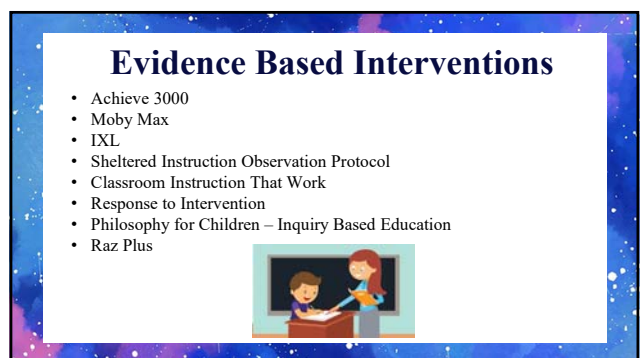 Evidence Based Interventions
• Achieve 3000
• Moby Max
• IXL
• Sheltered Instruction Observation Protocol
• Classroom Instruction That Work
• Response to Intervention
• Philosophy for Children – Inquiry Based Education
• Raz Plus